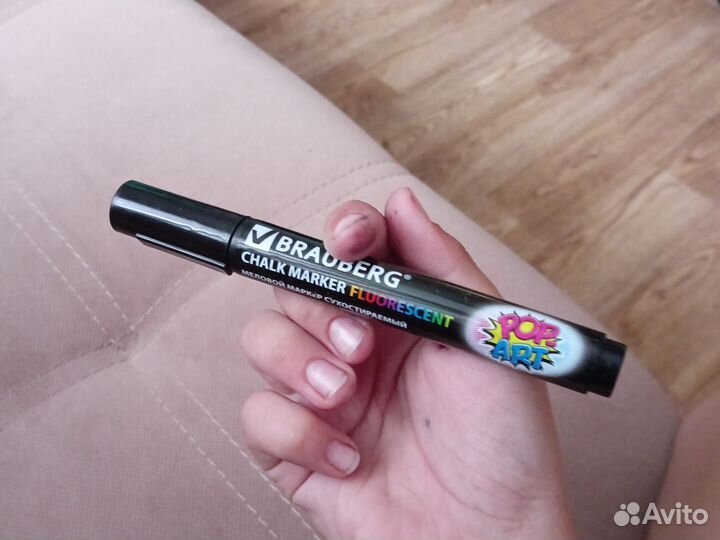 BRAUBERG®
CHALK MARKER FLUORESCENT
МЕЛОВОЙ МАРКЕР СУХОСТИРАЕМЫЙ
POP
ART
Avito